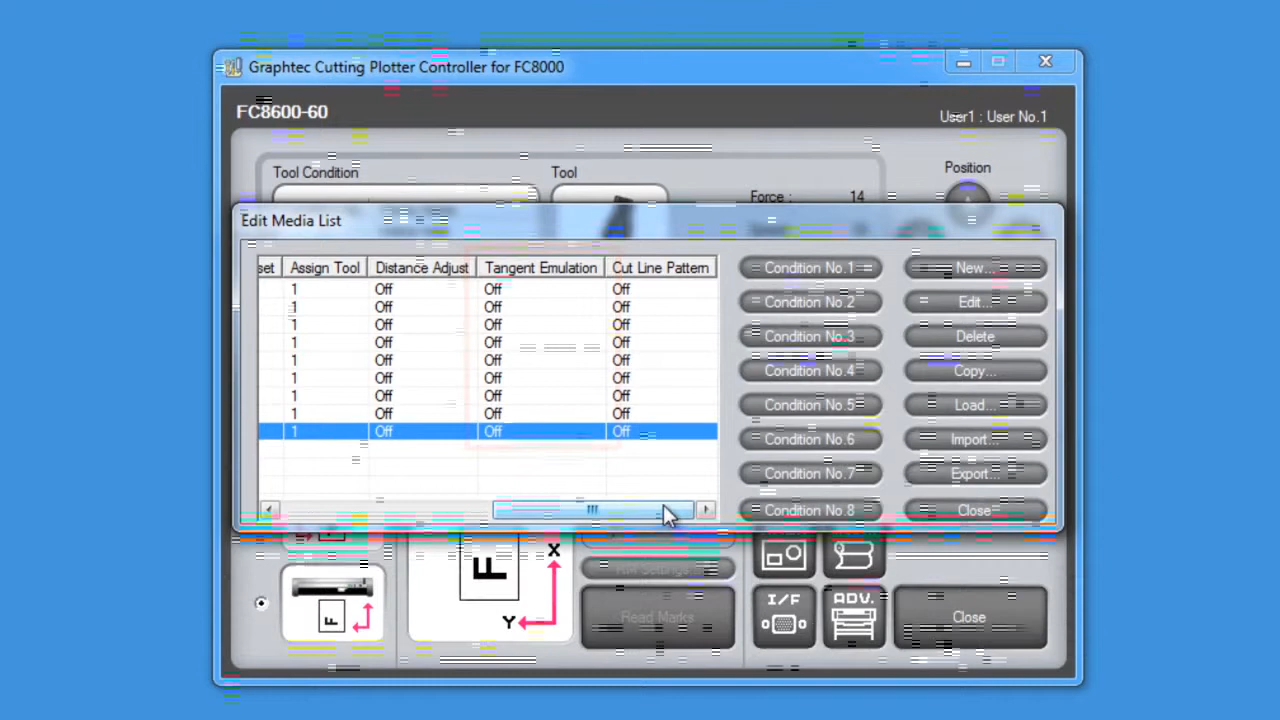 Graphtec Cutting Plotter Controller for FC8000
FC8600-60
User1 : User No.1
Tool Condition
Tool
Force : 14
Position
Edit Media List
set Assign Tool Distance Adjust Tangent Emulation Cut Line Pattern
1 Off Off Off
1 Off Off Off
1 Off Off Off
1 Off Off Off
1 Off Off Off
1 Off Off Off
1 Off Off Off
1 Off Off Off
1 Off Off Off
Condition No.1
Condition No.2
Condition No.3
Condition No.4
Condition No.5
Condition No.6
Condition No.7
Condition No.8
New...
Edit...
Delete
Copy...
Load...
Import...
Export...
Close
F
X
Y
F
Read Marks
I/F
ADV.
Close